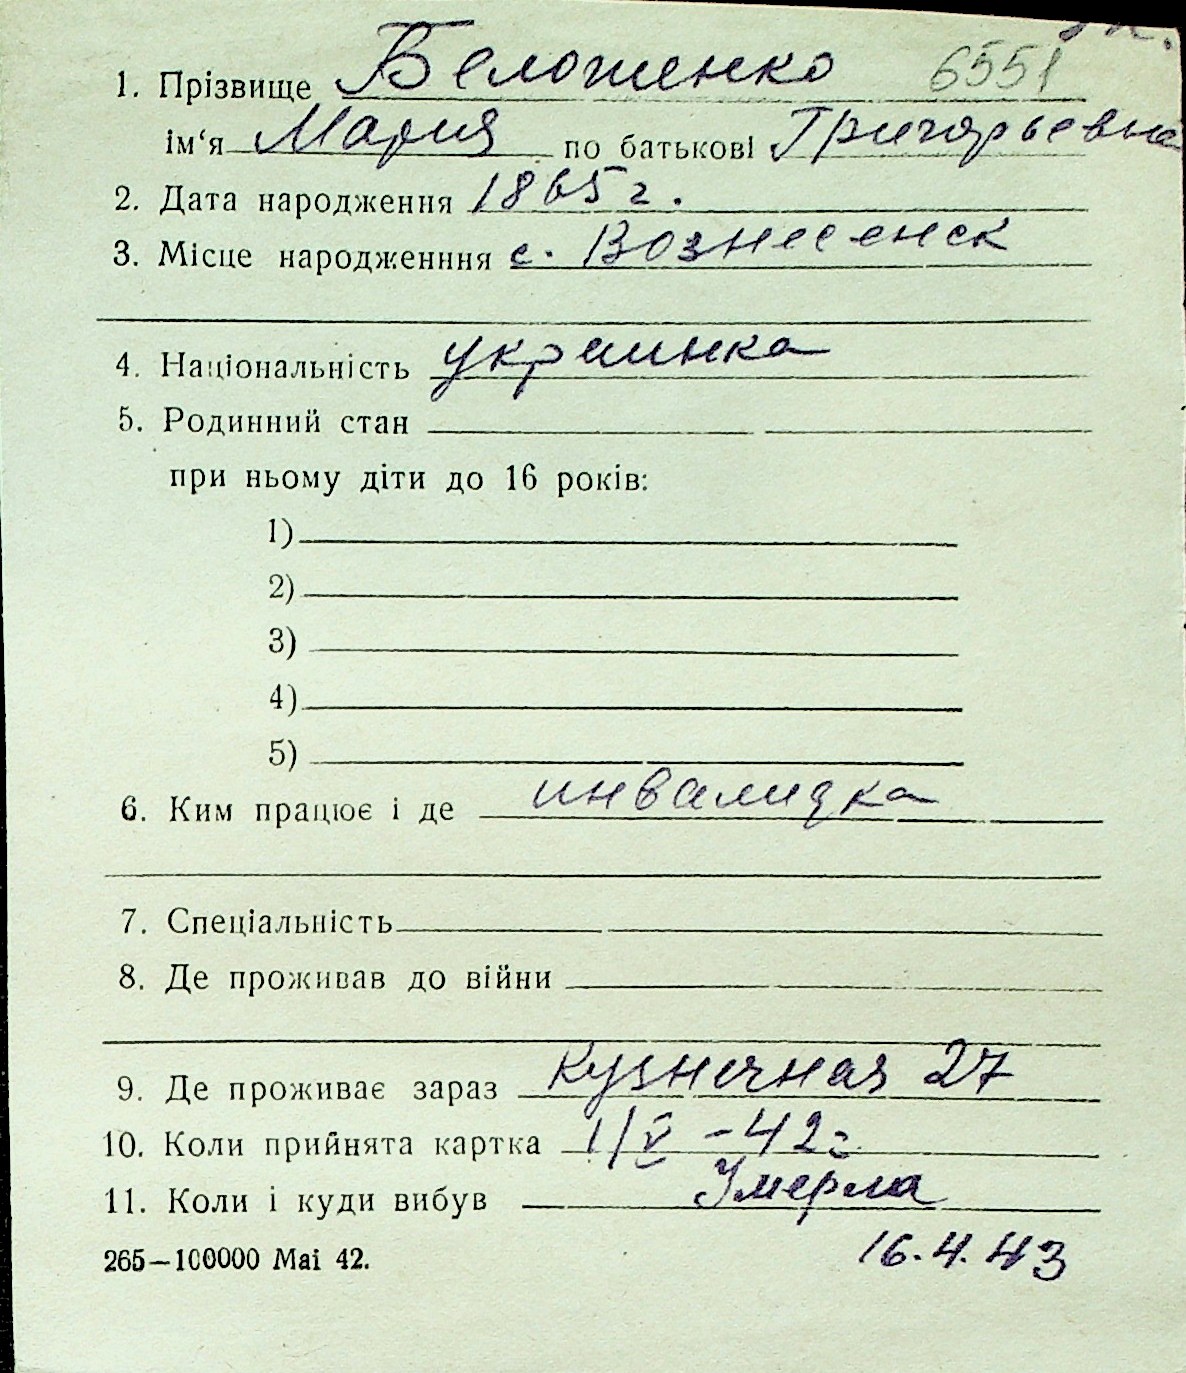 1. Прізвище Белошенко 6551
ім‘я Мария по батькові Григорьевна
2. Дата народження 1865 г.
3. Місце народженння с. Вознесенск
4. Національність украинка
5. Родинний стан
при ньому діти до 16 років:
1)
2)
3)
4)
5)
6. Ким працює і де инвалидка
7. Спеціальність
8. Де проживав до війни
9. Де проживає зараз Кузнечная 27
10. Коли прийнята картка 1/V – 42 г
11. Коли і куди вибув Умерла
265—100000 Mai 42. 16.4.43